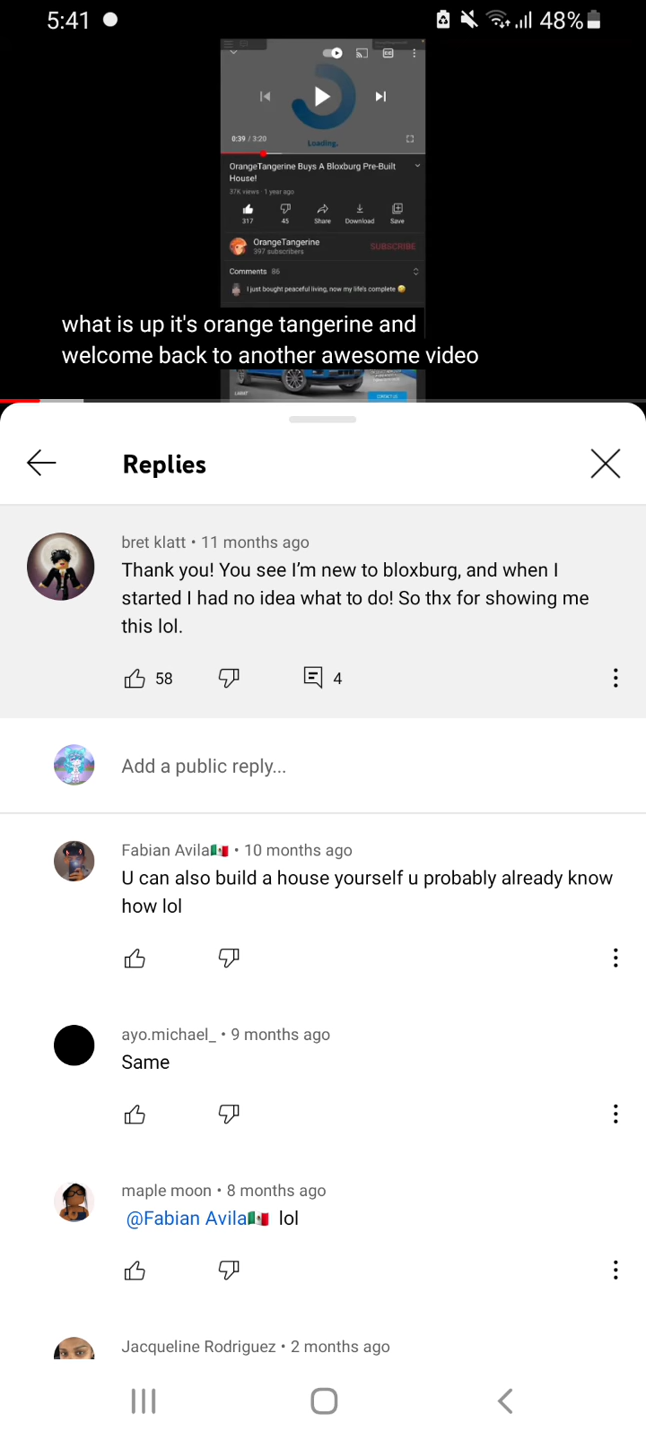 5:41
48%
0:39 / 3:20
Loading.
OrangeTangerine Buys A Bloxburg Pre-Built
House!
37K views · 1 year ago
317
45
Share
Download
Save
OrangeTangerine
397 subscribers
SUBSCRIBE
Comments 86
I just bought peaceful living, now my life's complete 🤣
what is up it's orange tangerine and
welcome back to another awesome video
CONTACT US
Replies
bret klatt • 11 months ago
Thank you! You see I'm new to bloxburg, and when I
started I had no idea what to do! So thx for showing me
this lol.
58
4
Add a public reply...
Fabian Avila🇲🇽 • 10 months ago
U can also build a house yourself u probably already know
how lol
ayo.michael_ • 9 months ago
Same
maple moon • 8 months ago
@Fabian Avila🇲🇽 lol
Jacqueline Rodriguez • 2 months ago